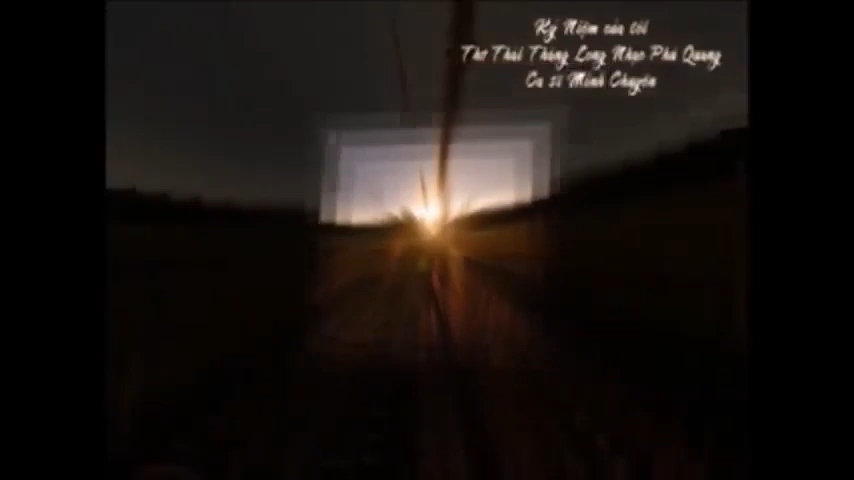 Kỷ Niệm của tôi
Thơ Thái Thăng Long Nhạc Phú Quang
Ca sĩ Minh Chuyên